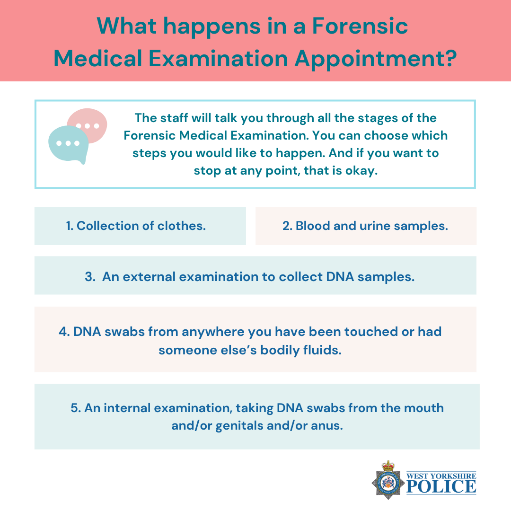 What happens in a Forensic
Medical Examination Appointment?
The staff will talk you through all the stages of the
Forensic Medical Examination. You can choose which
steps you would like to happen. And if you want to
stop at any point, that is okay.
1. Collection of clothes.
2. Blood and urine samples.
3. An external examination to collect DNA samples.
4. DNA swabs from anywhere you have been touched or had
someone else's bodily fluids.
5. An internal examination, taking DNA swabs from the mouth
and/or genitals and/or anus.
WEST YORKSHIRE
POLICE